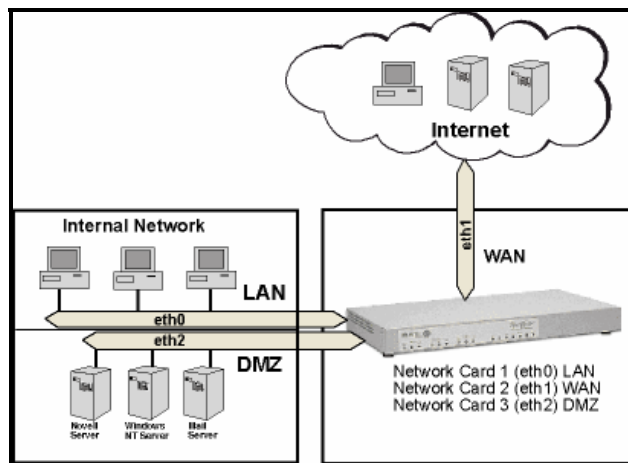 Internet
eth1
WAN
Internal Network
LAN
eth0
eth2
DMZ
Novell
Server
Windows
NT Server
Mail
Server
Network Card 1 (eth0) LAN
Network Card 2 (eth1) WAN
Network Card 3 (eth2) DMZ